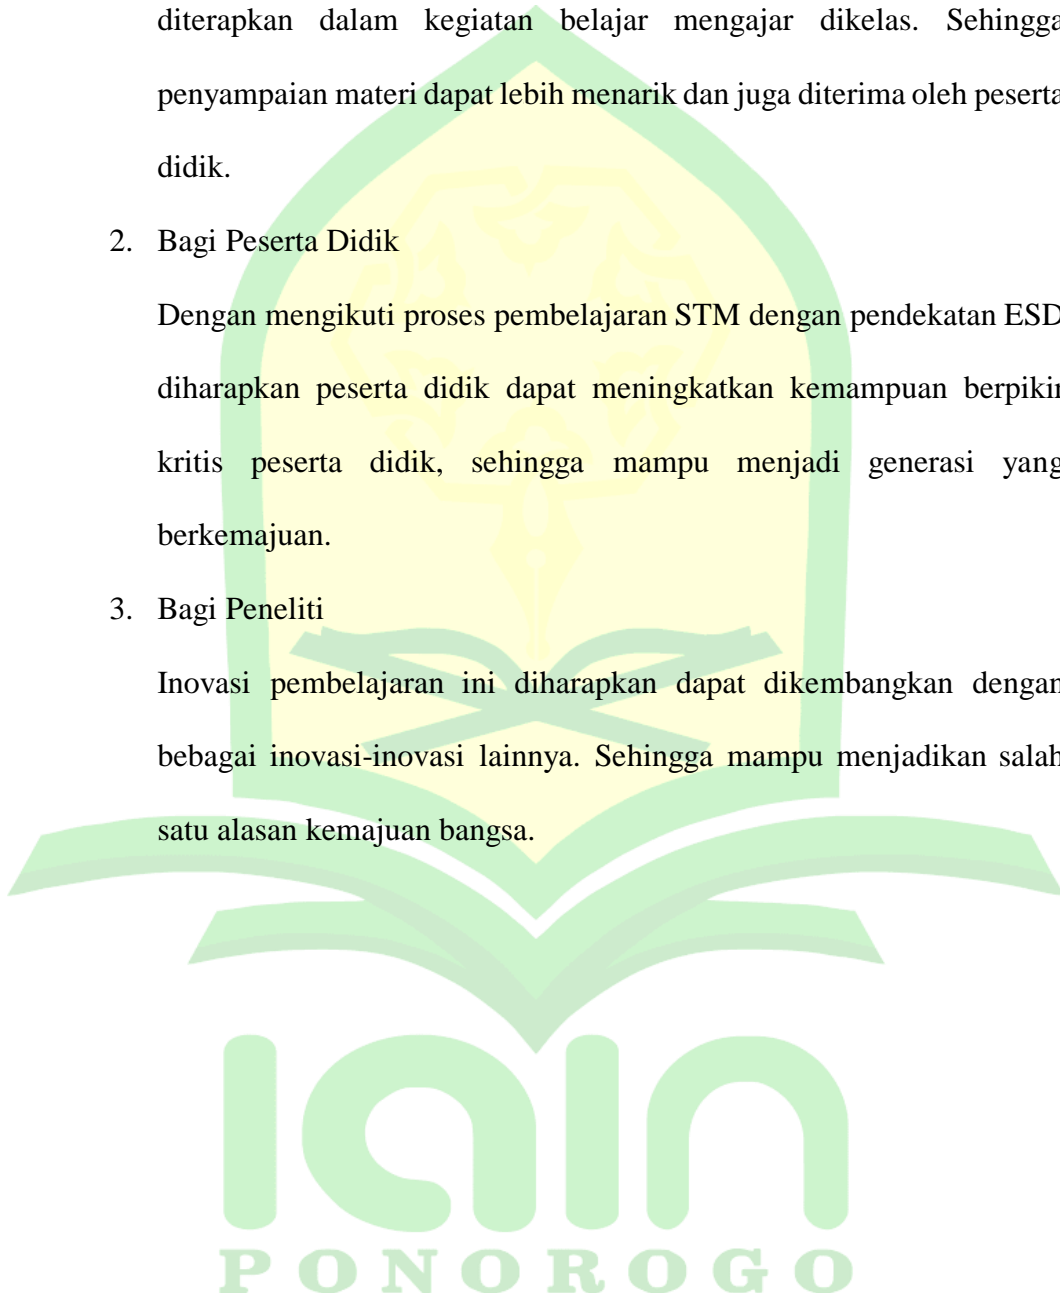 diterapkan dalam kegiatan belajar mengajar dikelas. Sehingga
penyampaian materi dapat lebih menarik dan juga diterima oleh peserta
didik.
2. Bagi Peserta Didik
Dengan mengikuti proses pembelajaran STM dengan pendekatan ESD
diharapkan peserta didik dapat meningkatkan kemampuan berpikir
kritis peserta didik, sehingga mampu menjadi generasi yang
berkemajuan.
3. Bagi Peneliti
Inovasi pembelajaran ini diharapkan dapat dikembangkan dengan
bebagai inovasi-inovasi lainnya. Sehingga mampu menjadikan salah
satu alasan kemajuan bangsa.
iain
PONOROGO